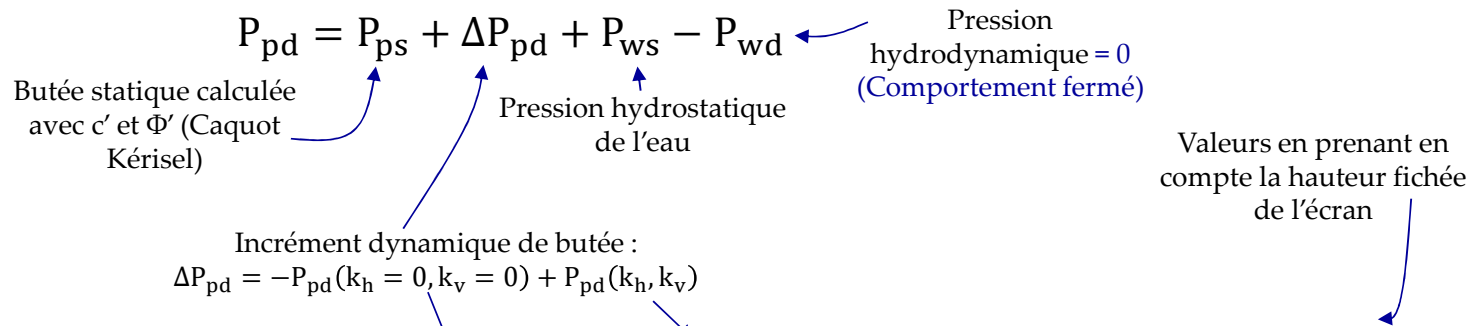 P_pd = P_ps + ΔP_pd + P_ws − P_wd
Pression
hydrodynamique = 0
(Comportement fermé)
Butée statique calculée
avec c’ et Φ’ (Caquot
Kérisel)
Pression hydrostatique
de l’eau
Valeurs en prenant en
compte la hauteur fichée
de l’écran
Incrément dynamique de butée :
ΔP_pd = −P_pd(k_h = 0, k_v = 0) + P_pd(k_h, k_v)